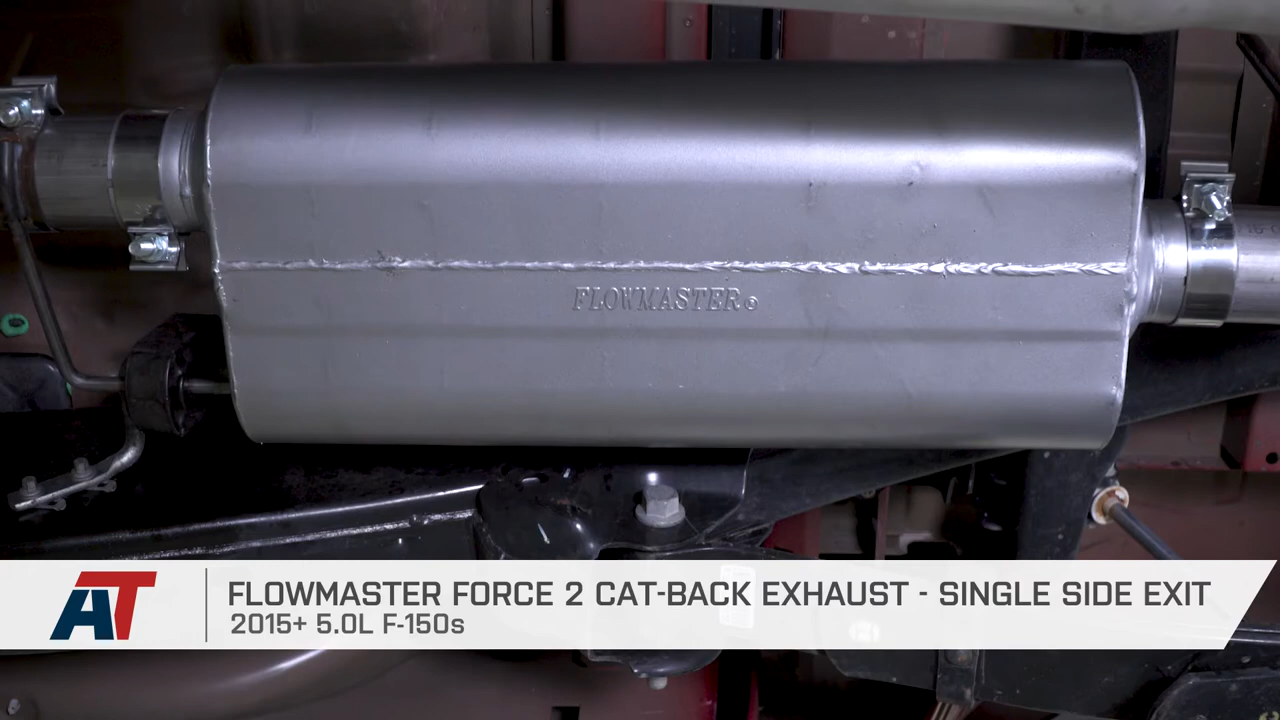 FLOWMASTER®
AT
FLOWMASTER FORCE 2 CAT-BACK EXHAUST - SINGLE SIDE EXIT
2015+ 5.0L F-150s